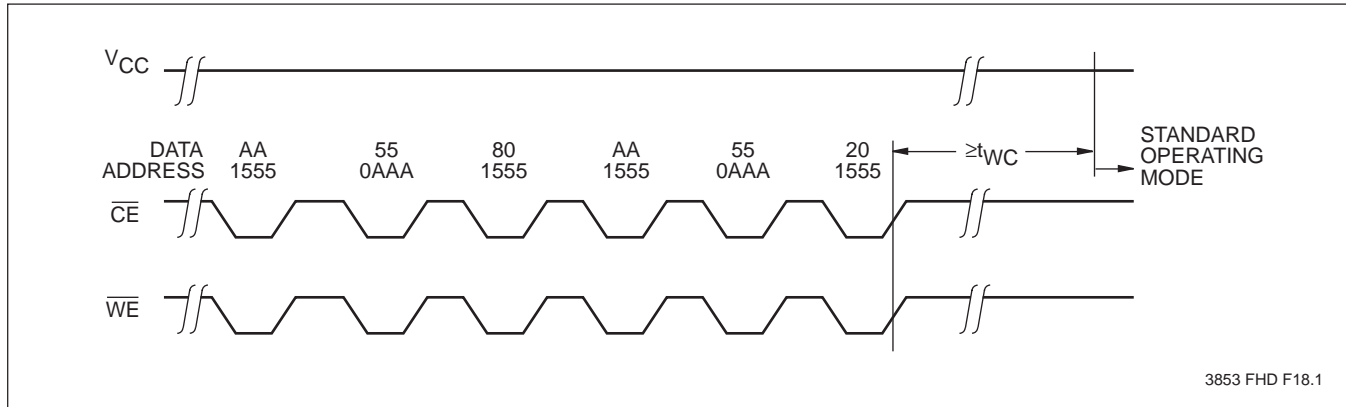 VCC
DATA AA 55 80 AA 55 20
ADDRESS 1555 0AAA 1555 1555 0AAA 1555
≥tWC
STANDARD
OPERATING
MODE
CE
WE
3853 FHD F18.1